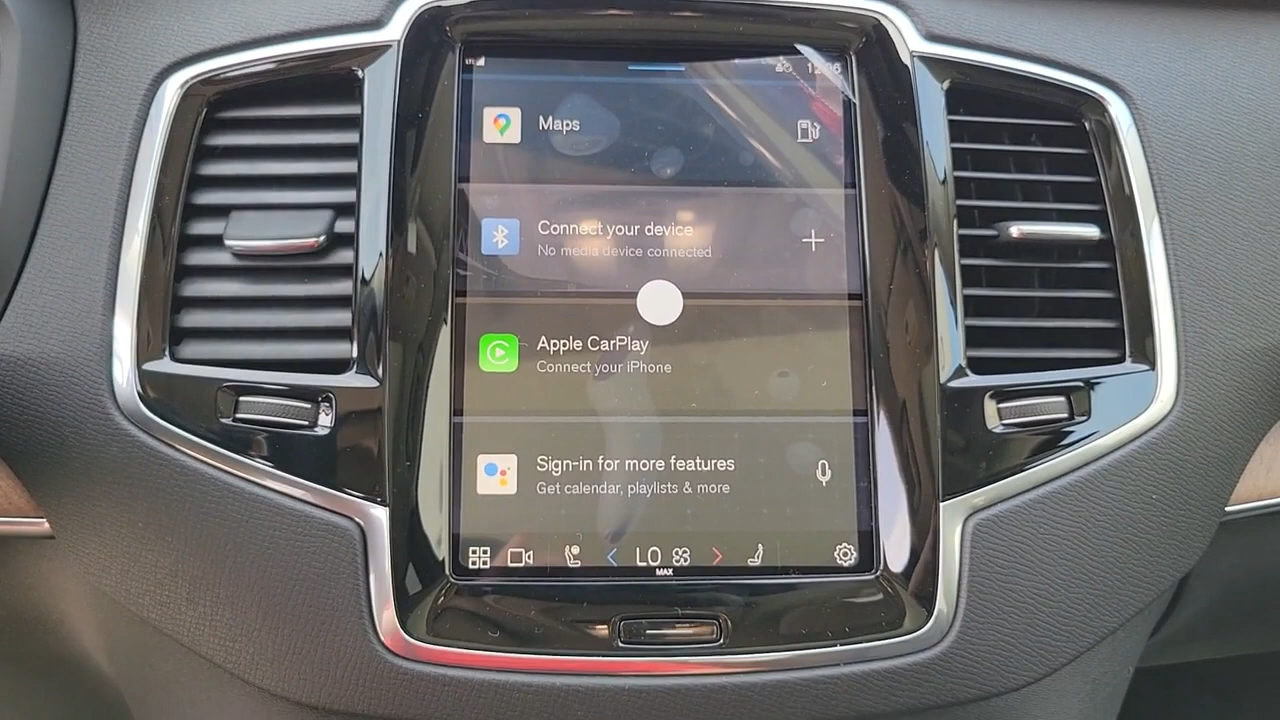 LTE
Maps
Connect your device
No media device connected
Apple CarPlay
Connect your iPhone
Sign-in for more features
Get calendar, playlists & more
LO
MAX